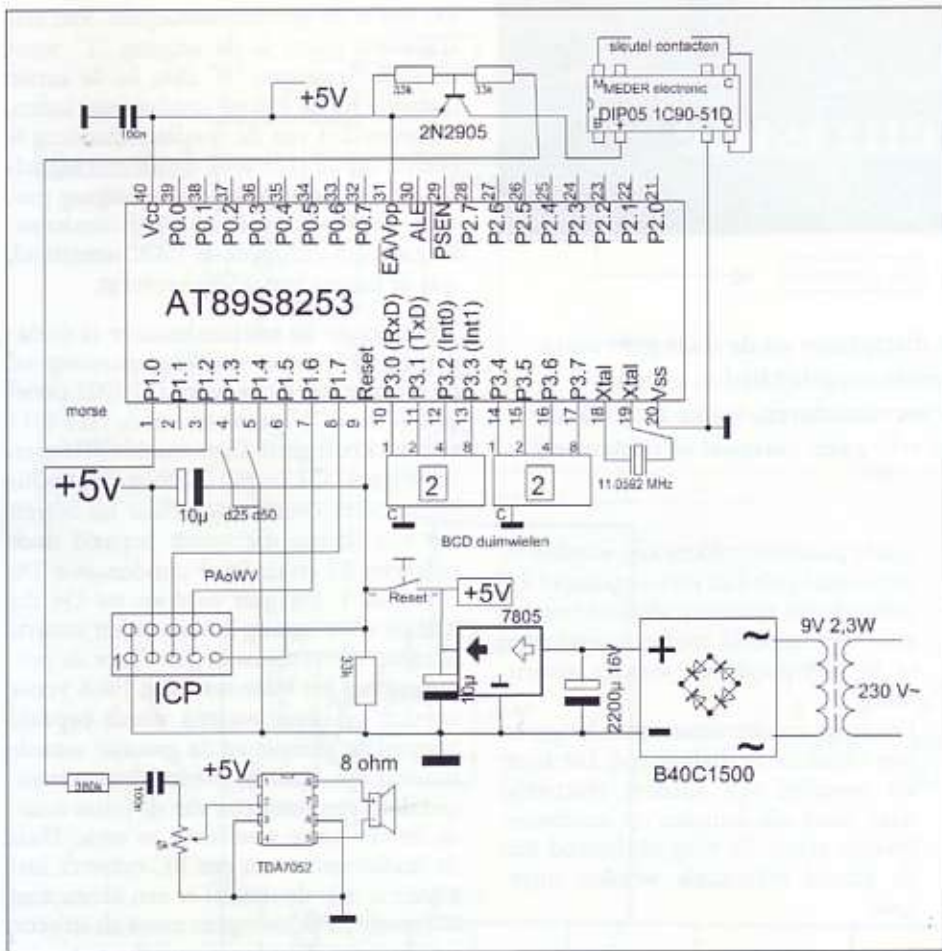 sleutel contacten
33k
33k
+5V
M
C
MEDER electronic
DIP05 1C90-51D
2N2905
100n
40 39 38 37 36 35 34 33 32 31 30 29 28 27 26 25 24 23 22 21
Vcc P0.0 P0.1 P0.2 P0.3 P0.4 P0.5 P0.6 P0.7 EA/Vpp ALE PSEN P2.7 P2.6 P2.5 P2.4 P2.3 P2.2 P2.1 P2.0
AT89S8253
P1.0 P1.1 P1.2 P1.3 P1.4 P1.5 P1.6 P1.7 Reset P3.0 (RxD) P3.1 (TxD) P3.2 (Int0) P3.3 (Int1) P3.4 P3.5 P3.6 P3.7 Xtal Xtal Vss
morse
1 2 3 4 5 6 7 8 9 10 11 12 13 14 15 16 17 18 19 20
1 2 4 8
1 2 4 8
+5v
10µ
d25 d50
2
2
11.0592 MHz
C
C
BCD duimwielen
PAoWV
Reset
+5V
7805
9V 2,3W
~
+
1
33k
10µ
2200µ 16V
230 V~
ICP
-
~
B40C1500
+5V
8 ohm
380k
100n
1
8
4
5
TDA7052